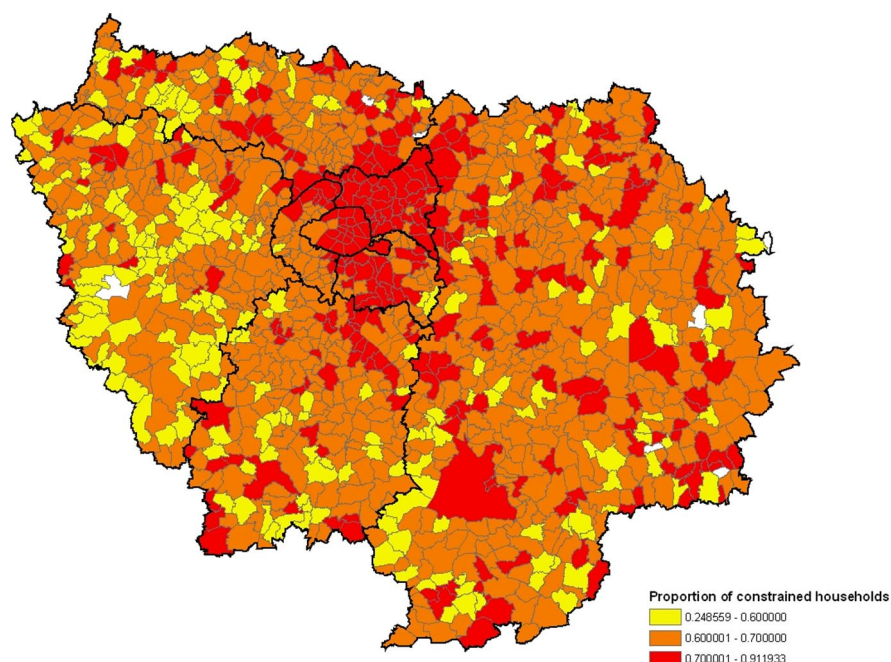 Proportion of constrained households
0.248559 - 0.600000
0.600001 - 0.700000
0.700001 - 0.911933